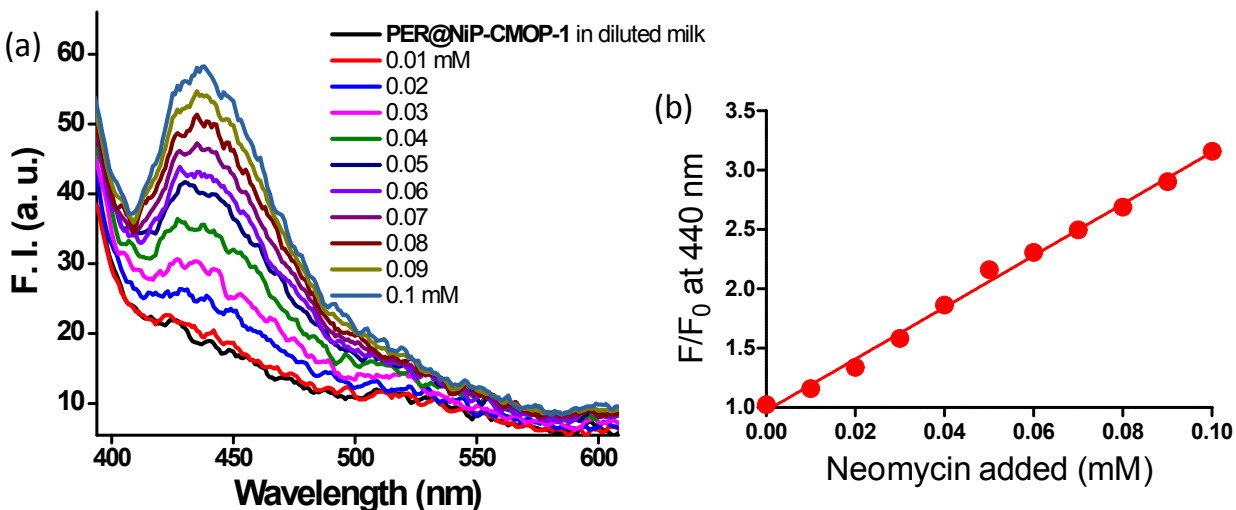 (a)
F. I. (a. u.)
60
50
40
30
20
10
400 450 500 550 600
Wavelength (nm)
PER@NiP-CMOP-1 in diluted milk
0.01 mM
0.02
0.03
0.04
0.05
0.06
0.07
0.08
0.09
0.1 mM
(b)
F/F₀ at 440 nm
3.5
3.0
2.5
2.0
1.5
1.0
0.00 0.02 0.04 0.06 0.08 0.10
Neomycin added (mM)